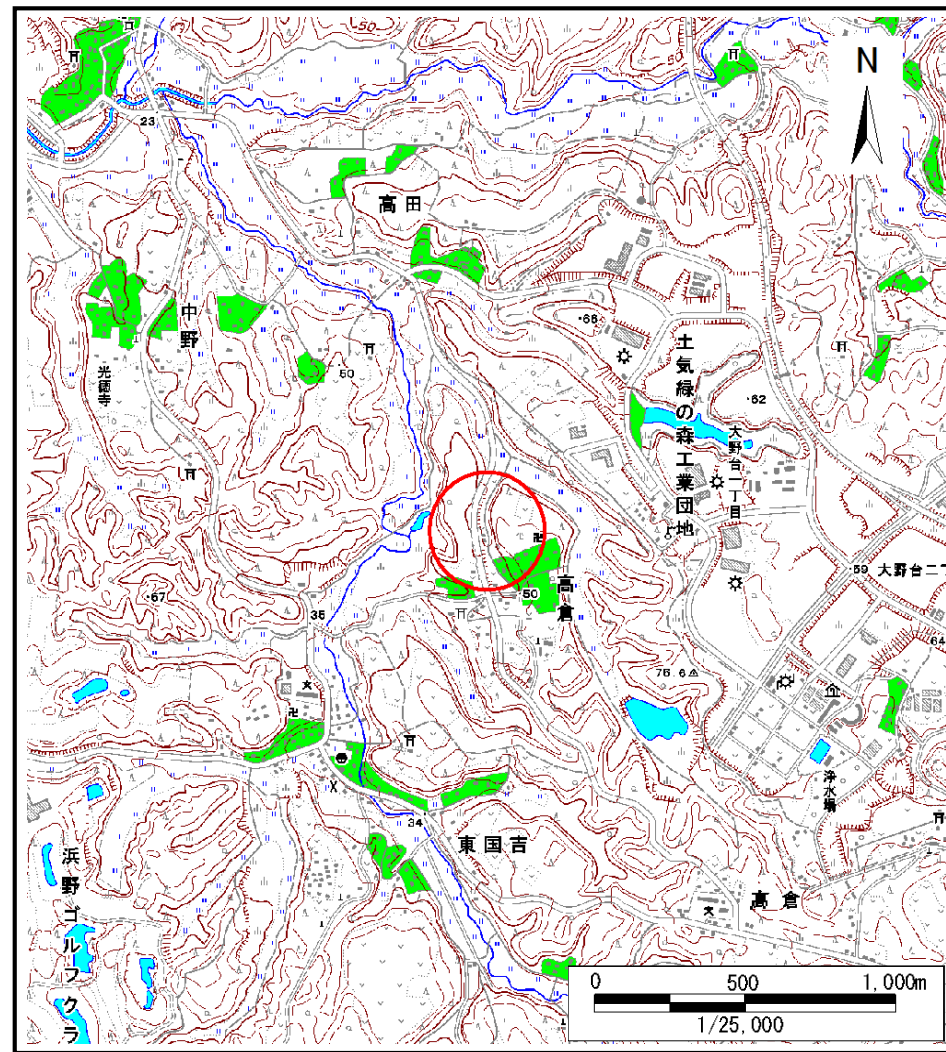 50
N
23
高田
中野
光徳寺
50
・66
土気緑の森工業団地
・62
大野台一丁目
・67
35
高倉
50
・59
大野台二丁
64
76.6
浄水場
34
東国吉
高倉
浜野ゴルフクラ
0 500 1,000m
1/25,000